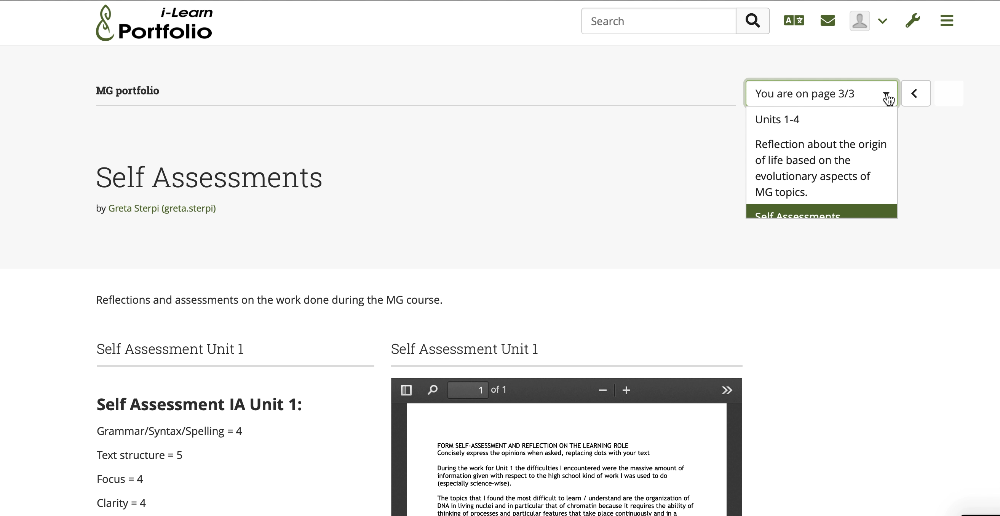 i-Learn
Portfolio
Search
MG portfolio
You are on page 3/3
Units 1-4
Reflection about the origin
of life based on the
evolutionary aspects of
MG topics.
Self Assessments
Self Assessments
by Greta Sterpi (greta.sterpi)
Reflections and assessments on the work done during the MG course.
Self Assessment Unit 1
Self Assessment IA Unit 1:
Grammar/Syntax/Spelling = 4
Text structure = 5
Focus = 4
Clarity = 4
Self Assessment Unit 1
1 of 1
FORM SELF-ASSESSMENT AND REFLECTION ON THE LEARNING ROLE
Concisely express the opinions when asked, replacing dots with your text
During the work for Unit 1 the difficulties I encountered were the massive amount of
information given with respect to the high school kind of work I was used to do
(especially science-wise).
The topics that I found the most difficult to learn / understand are the organization of
DNA in living nuclei and in particular that of chromatin because it requires the ability of
thinking of processes and particular features that take place continuously and in a